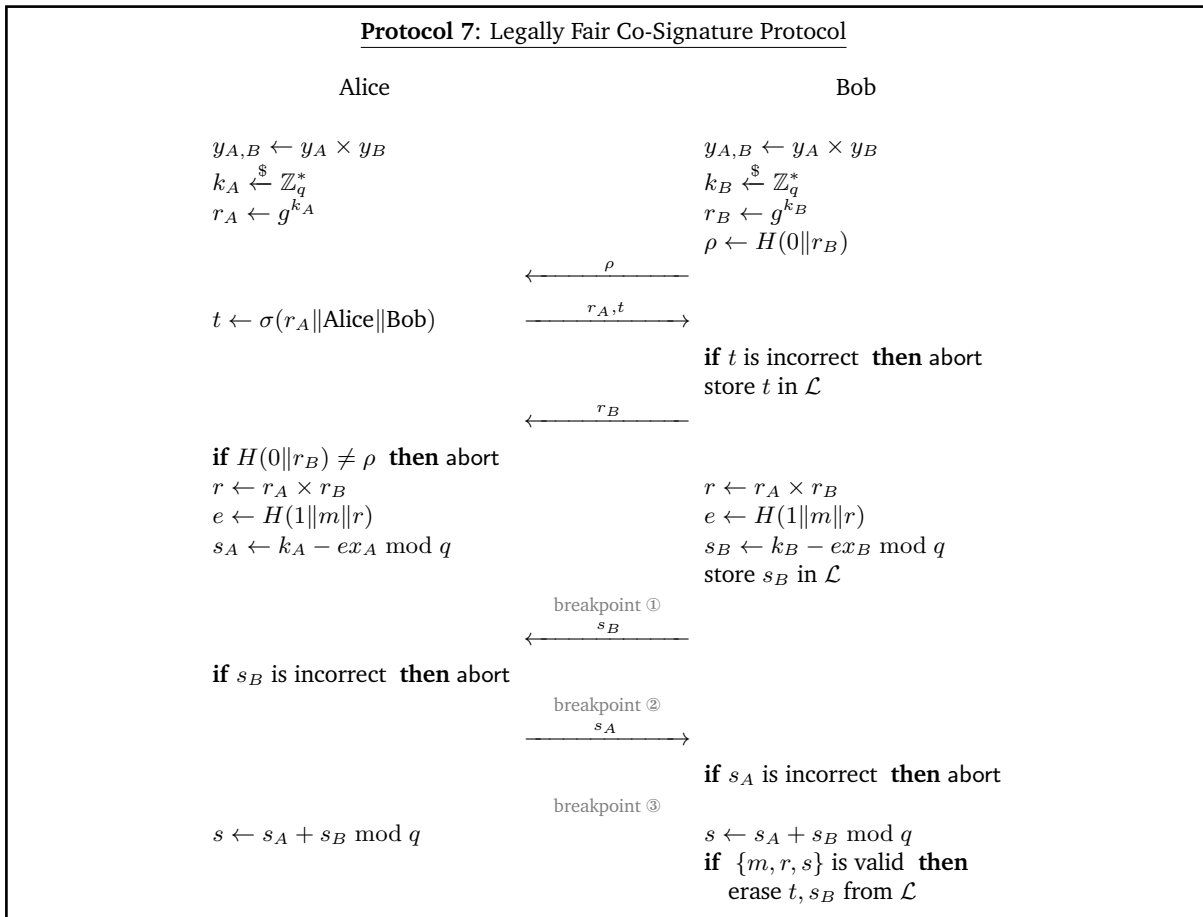 Protocol 7: Legally Fair Co-Signature Protocol
Alice Bob
y_{A,B} ← y_A × y_B y_{A,B} ← y_A × y_B
k_A ←$ ℤ*_q k_B ←$ ℤ*_q
r_A ← g^{k_A} r_B ← g^{k_B}
ρ ← H(0∥r_B)
ρ
t ← σ(r_A∥Alice∥Bob) r_A, t
if t is incorrect then abort
store t in ℒ
r_B
if H(0∥r_B) ≠ ρ then abort
r ← r_A × r_B r ← r_A × r_B
e ← H(1∥m∥r) e ← H(1∥m∥r)
s_A ← k_A − ex_A mod q s_B ← k_B − ex_B mod q
store s_B in ℒ
breakpoint ①
s_B
if s_B is incorrect then abort
breakpoint ②
s_A
if s_A is incorrect then abort
breakpoint ③
s ← s_A + s_B mod q s ← s_A + s_B mod q
if {m, r, s} is valid then
erase t, s_B from ℒ